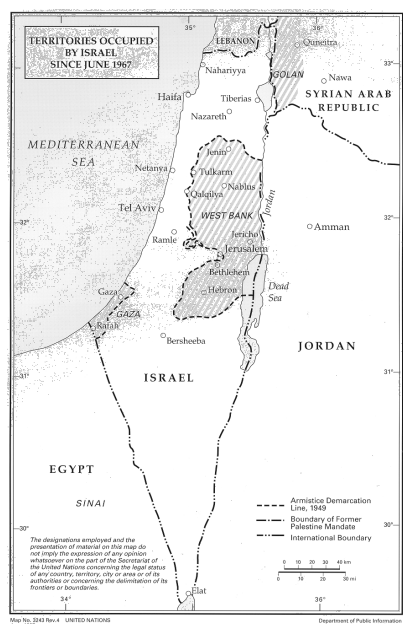 TERRITORIES OCCUPIED
BY ISRAEL
SINCE JUNE 1967
35°
36°
LEBANON
Quneitra
33°
33°
Nahariyya
GOLAN
Nawa
Haifa
Tiberias
SYRIAN ARAB
REPUBLIC
Nazareth
MEDITERRANEAN
SEA
Jenin
Netanya
Tulkarm
Nablus
Qalqilya
Jordan
Tel Aviv
WEST BANK
32°
32°
Amman
Ramle
Jericho
Jerusalem
Bethlehem
Gaza
Hebron
Dead
Sea
GAZA
Rafah
Bersheeba
JORDAN
31°
31°
ISRAEL
EGYPT
SINAI
Armistice Demarcation
Line, 1949
Boundary of Former
Palestine Mandate
International Boundary
30°
30°
The designations employed and the
presentation of material on this map do
not imply the expression of any opinion
whatsoever on the part of the Secretariat of
the United Nations concerning the legal status
of any country, territory, city or area or of its
authorities or concerning the delimitation of its
frontiers or boundaries.
0 10 20 30 40 km
0 10 20 30 mi
Elat
34°
36°
Map No. 3243 Rev.4 UNITED NATIONS
Department of Public Information